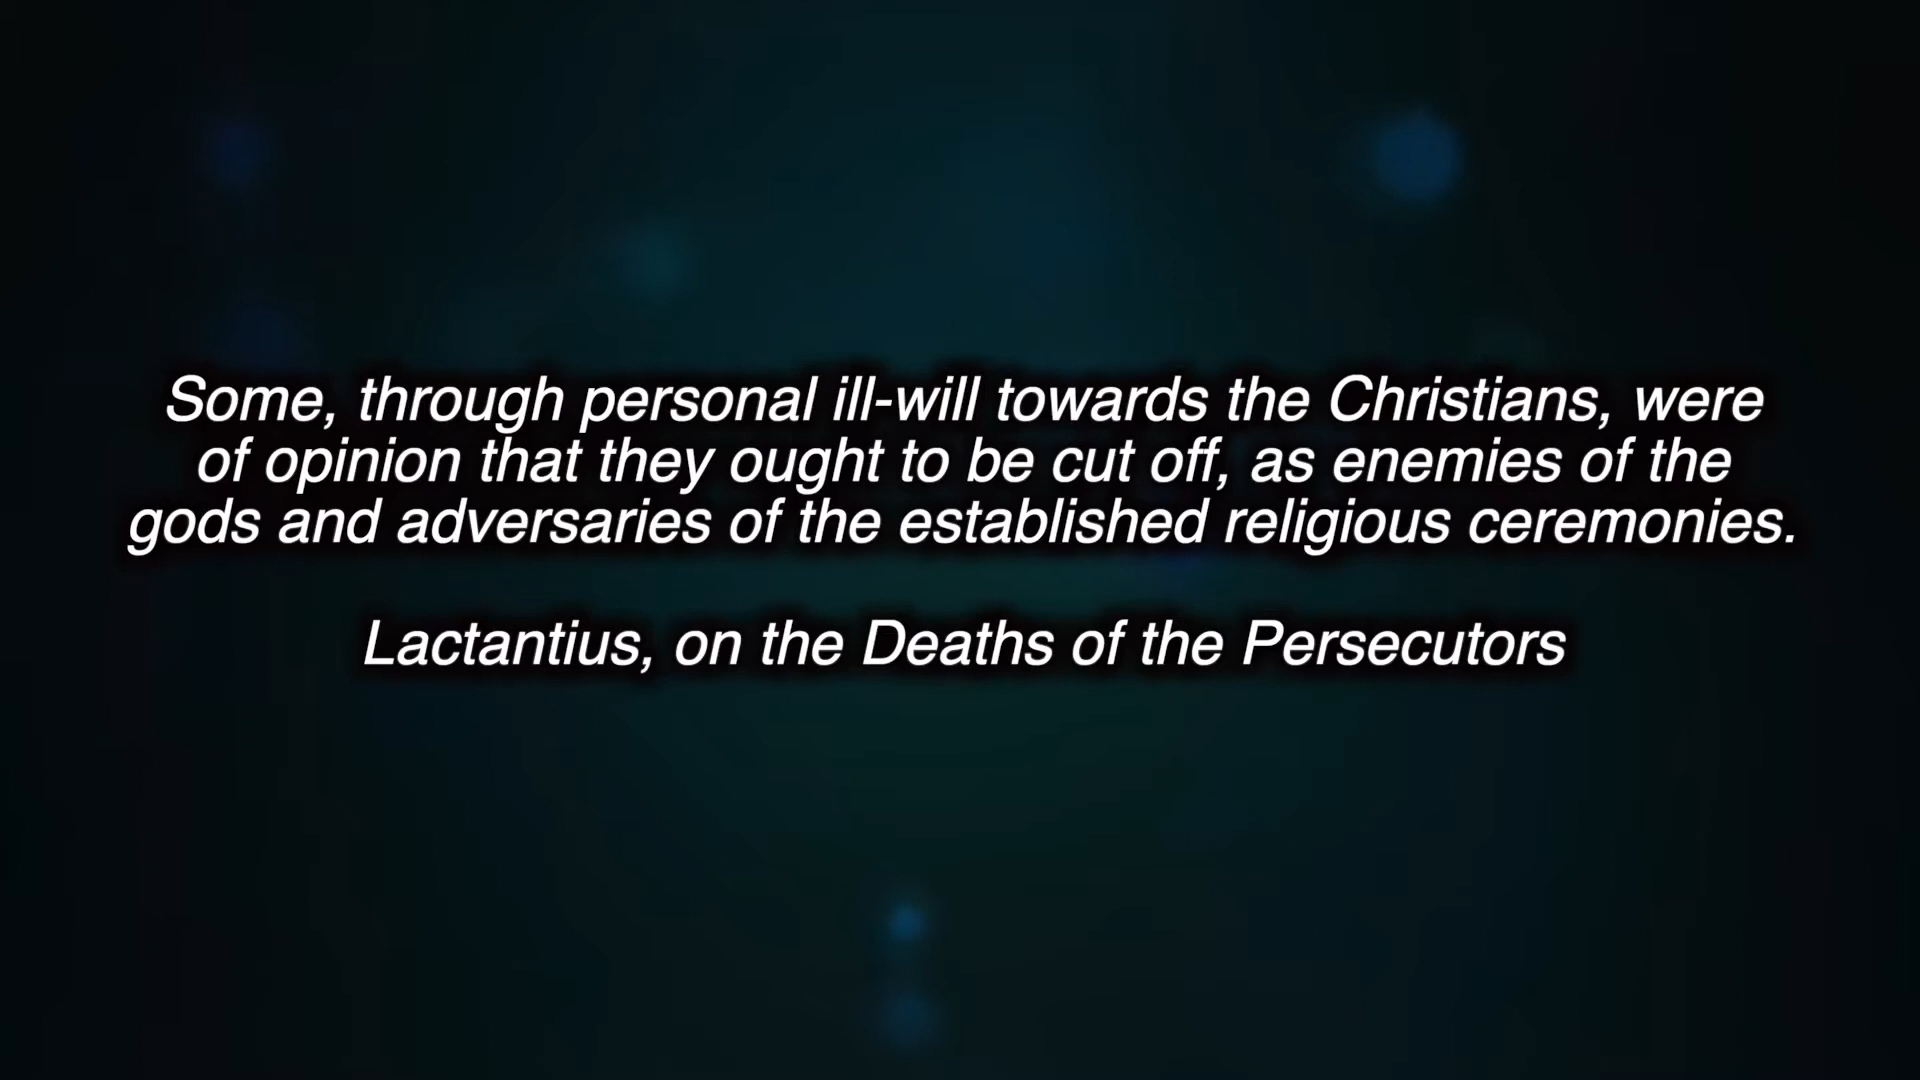 Some, through personal ill-will towards the Christians, were
of opinion that they ought to be cut off, as enemies of the
gods and adversaries of the established religious ceremonies.
Lactantius, on the Deaths of the Persecutors